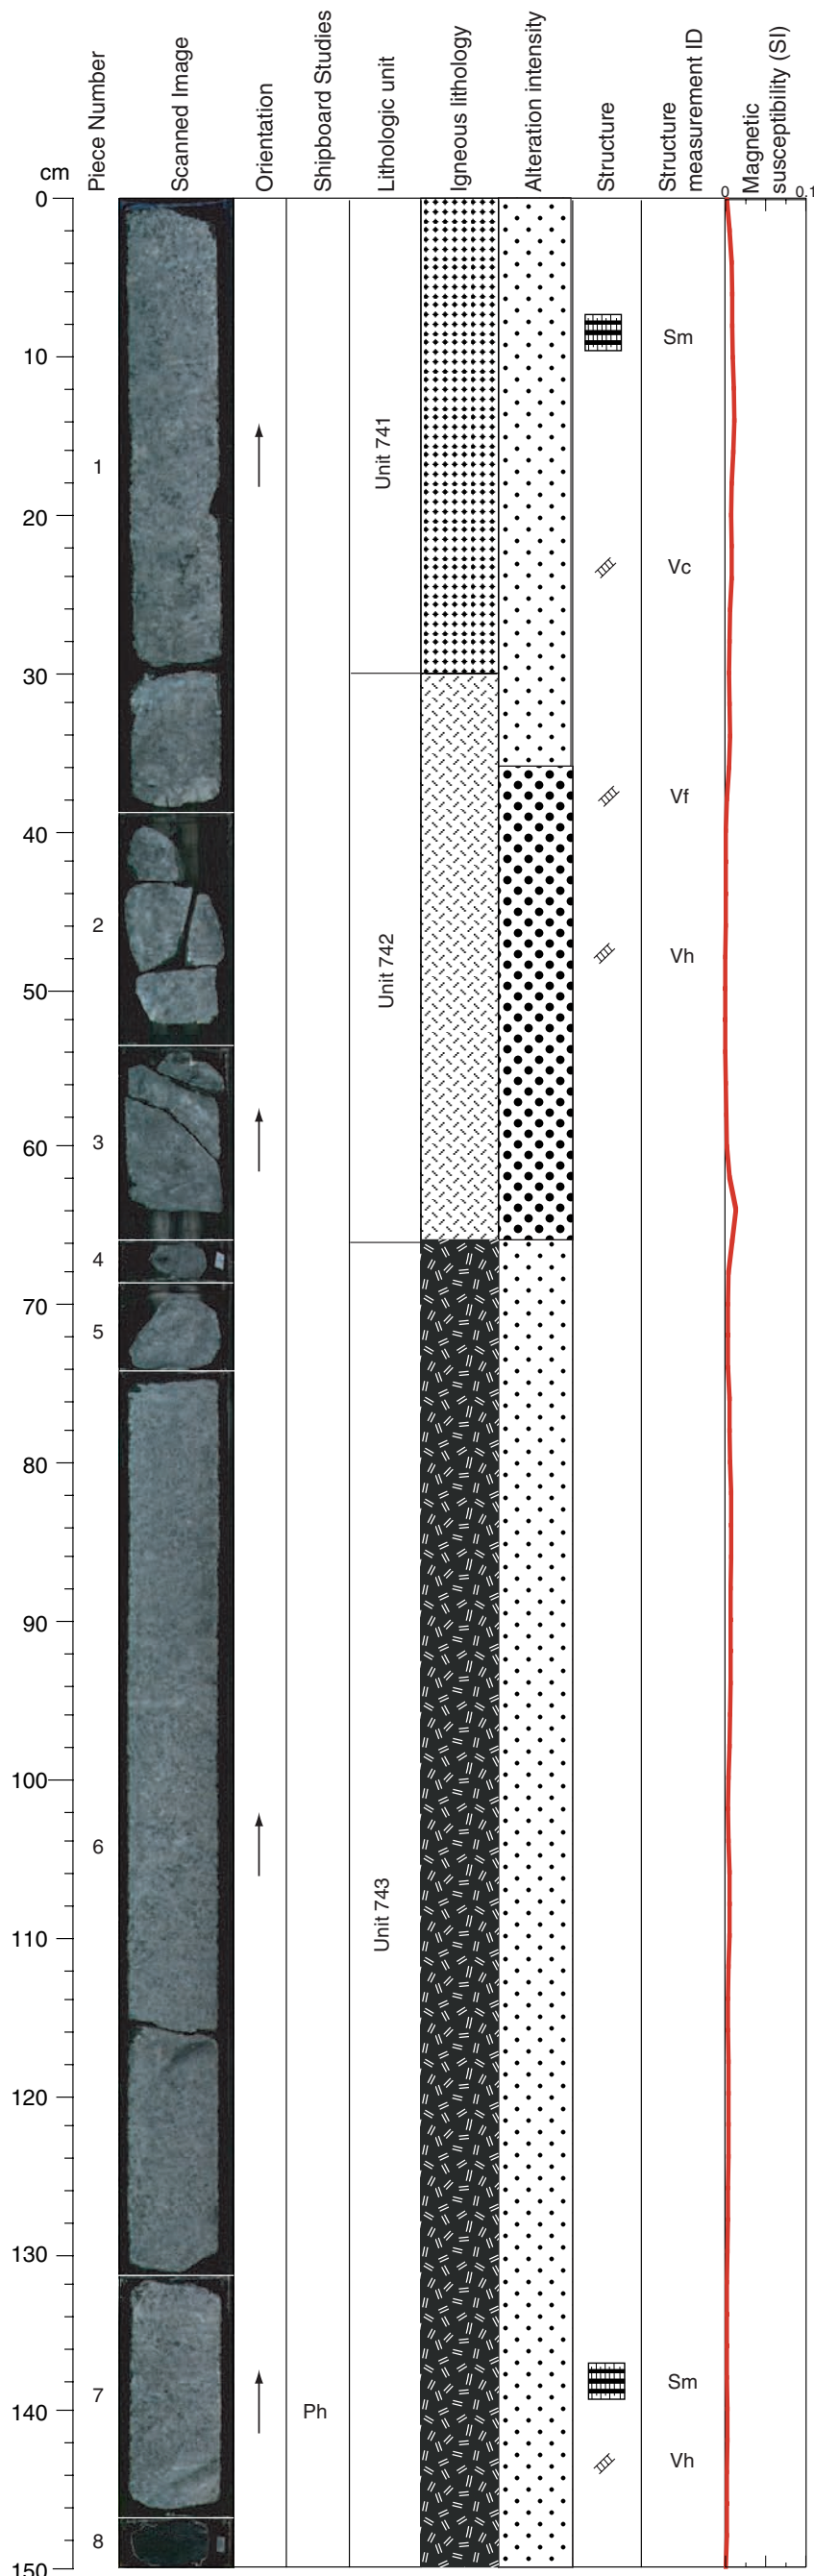 cm
Piece Number
Scanned Image
Orientation
Shipboard Studies
Lithologic unit
Igneous lithology
Alteration intensity
Structure
Structure
measurement ID
Magnetic
susceptibility (SI)
0 0.1
0
Sm
10
Unit 741
1
20
Vc
30
Vf
40
2
Unit 742
Vh
50
3
60
4
70
5
80
90
100
6
Unit 743
110
120
130
Sm
7
Ph
140
Vh
8
150